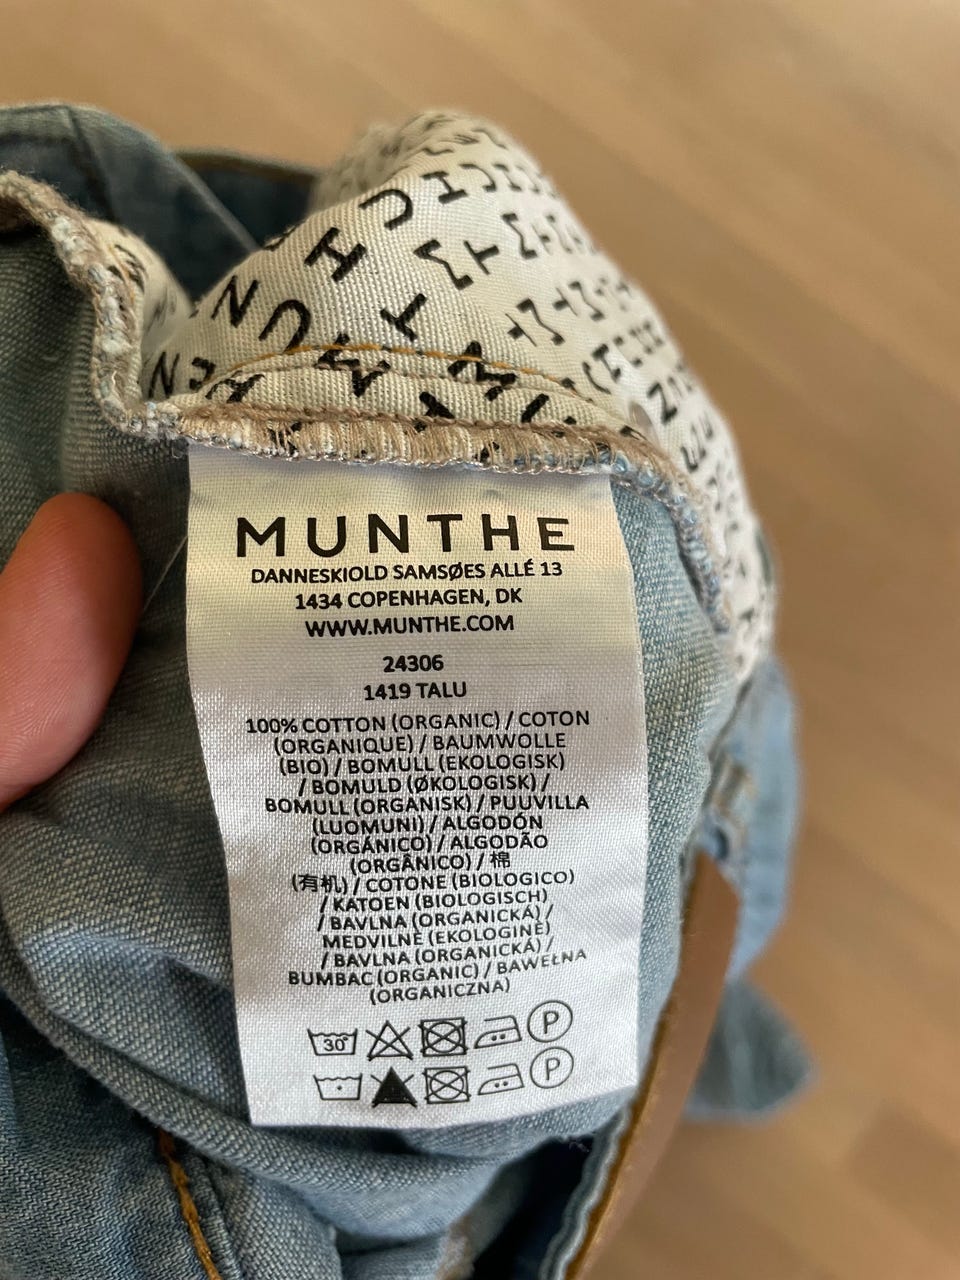 MUNTHE
DANNESKIOLD SAMSØES ALLÉ 13
1434 COPENHAGEN, DK
WWW.MUNTHE.COM
24306
1419 TALU
100% COTTON (ORGANIC) / COTON
(ORGANIQUE) / BAUMWOLLE
(BIO) / BOMULL (EKOLOGISK)
/ BOMULD (ØKOLOGISK) /
BOMULL (ORGANISK) / PUUVILLA
(LUOMUNI) / ALGODÓN
(ORGÁNICO) / ALGODÃO
(ORGÂNICO) / 棉
(有机) / COTONE (BIOLOGICO)
/ KATOEN (BIOLOGISCH)
/ BAVLNA (ORGANICKÁ) /
MEDVILNĖ (EKOLOGINĖ)
/ BAVLNA (ORGANICKÁ) /
BUMBAC (ORGANIC) / BAWEŁNA
(ORGANICZNA)
30° P
P